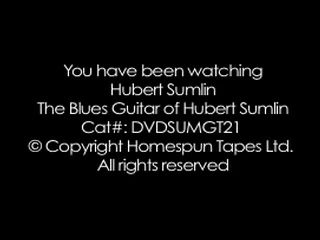 You have been watching
Hubert Sumlin
The Blues Guitar of Hubert Sumlin
Cat#: DVDSUMGT21
© Copyright Homespun Tapes Ltd.
All rights reserved